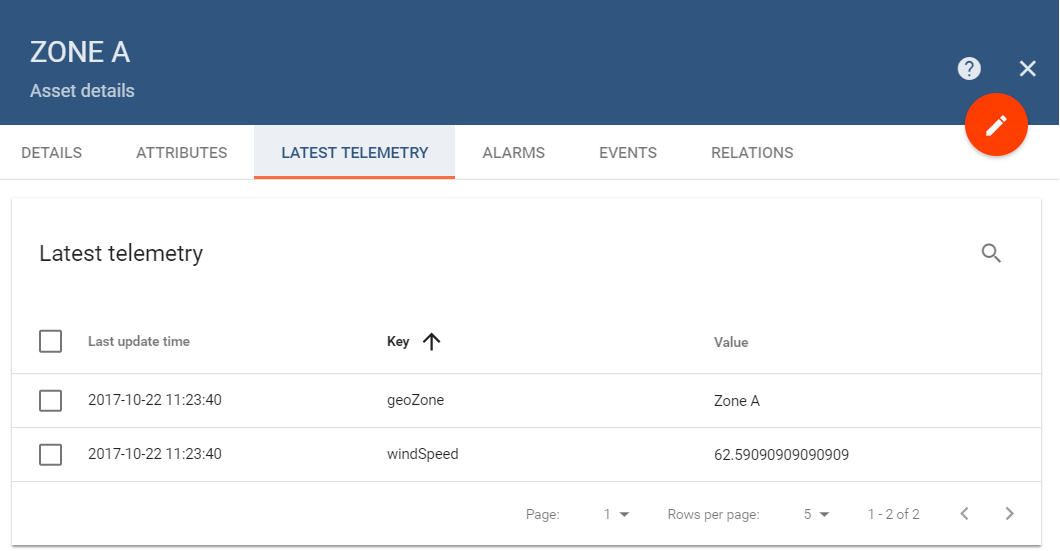 ZONE A
Asset details
DETAILS ATTRIBUTES LATEST TELEMETRY ALARMS EVENTS RELATIONS
Latest telemetry
Last update time Key Value
2017-10-22 11:23:40 geoZone Zone A
2017-10-22 11:23:40 windSpeed 62.59090909090909
Page: 1 Rows per page: 5 1 - 2 of 2